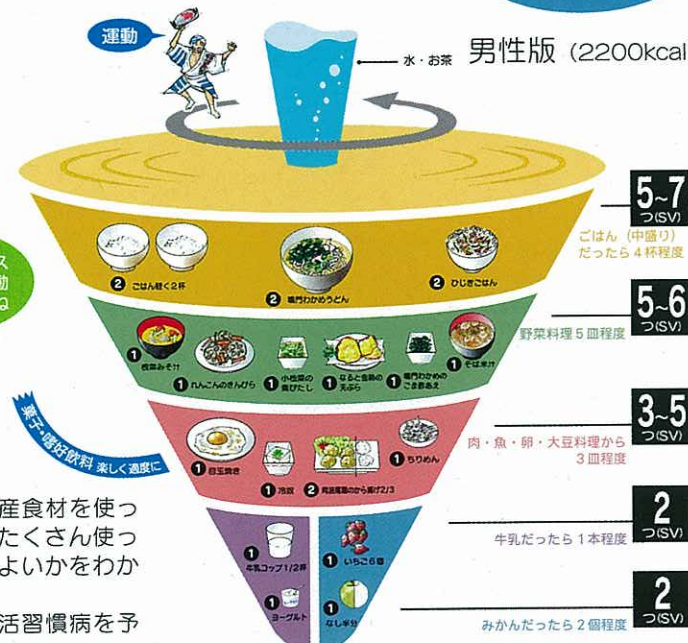 運動
水・お茶
男性版(2200kcal
5~7
つ(SV)
ごはん(中盛り)
だったら4杯程度
2 ごはん軽く2杯
2 鳴門わかめうどん
2 ひじきごはん
5~6
つ(SV)
野菜料理5皿程度
1 根菜みそ汁
1 れんこんのきんぴら
1 小松菜の
煮びたし
1 なると金時の
天ぷら
1 鳴門わかめの
ごま酢あえ
1 そば米汁
ス
動
ね
菓子・嗜好飲料 楽しく適度に
3~5
つ(SV)
肉・魚・卵・大豆料理から
3皿程度
1 目玉焼き
1 冷奴
2 阿波尾鶏のから揚げ2/3
1 ちりめん
2
つ(SV)
牛乳だったら1本程度
1
牛乳コップ1/2杯
1
ヨーグルト
1 いちご6個
1
なし半分
2
つ(SV)
みかんだったら2個程度
産食材を使っ
たくさん使っ
よいかをわか
活習慣病を予